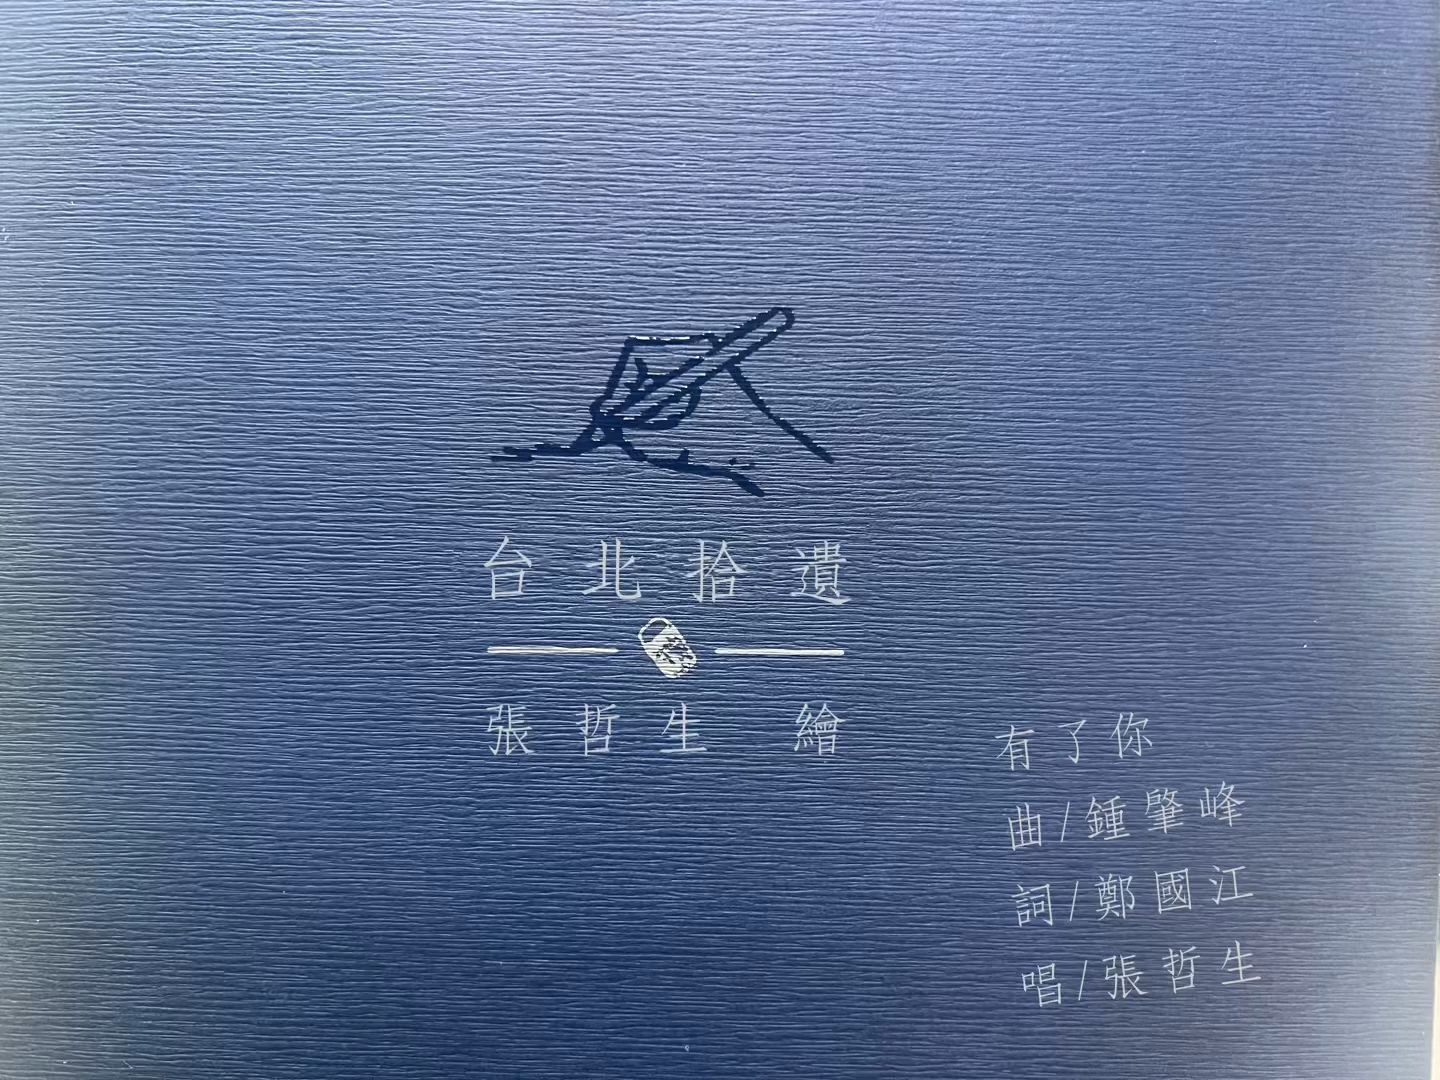 台北拾遺
張哲生 繪
有了你
曲/鍾肇峰
詞/鄭國江
唱/張哲生